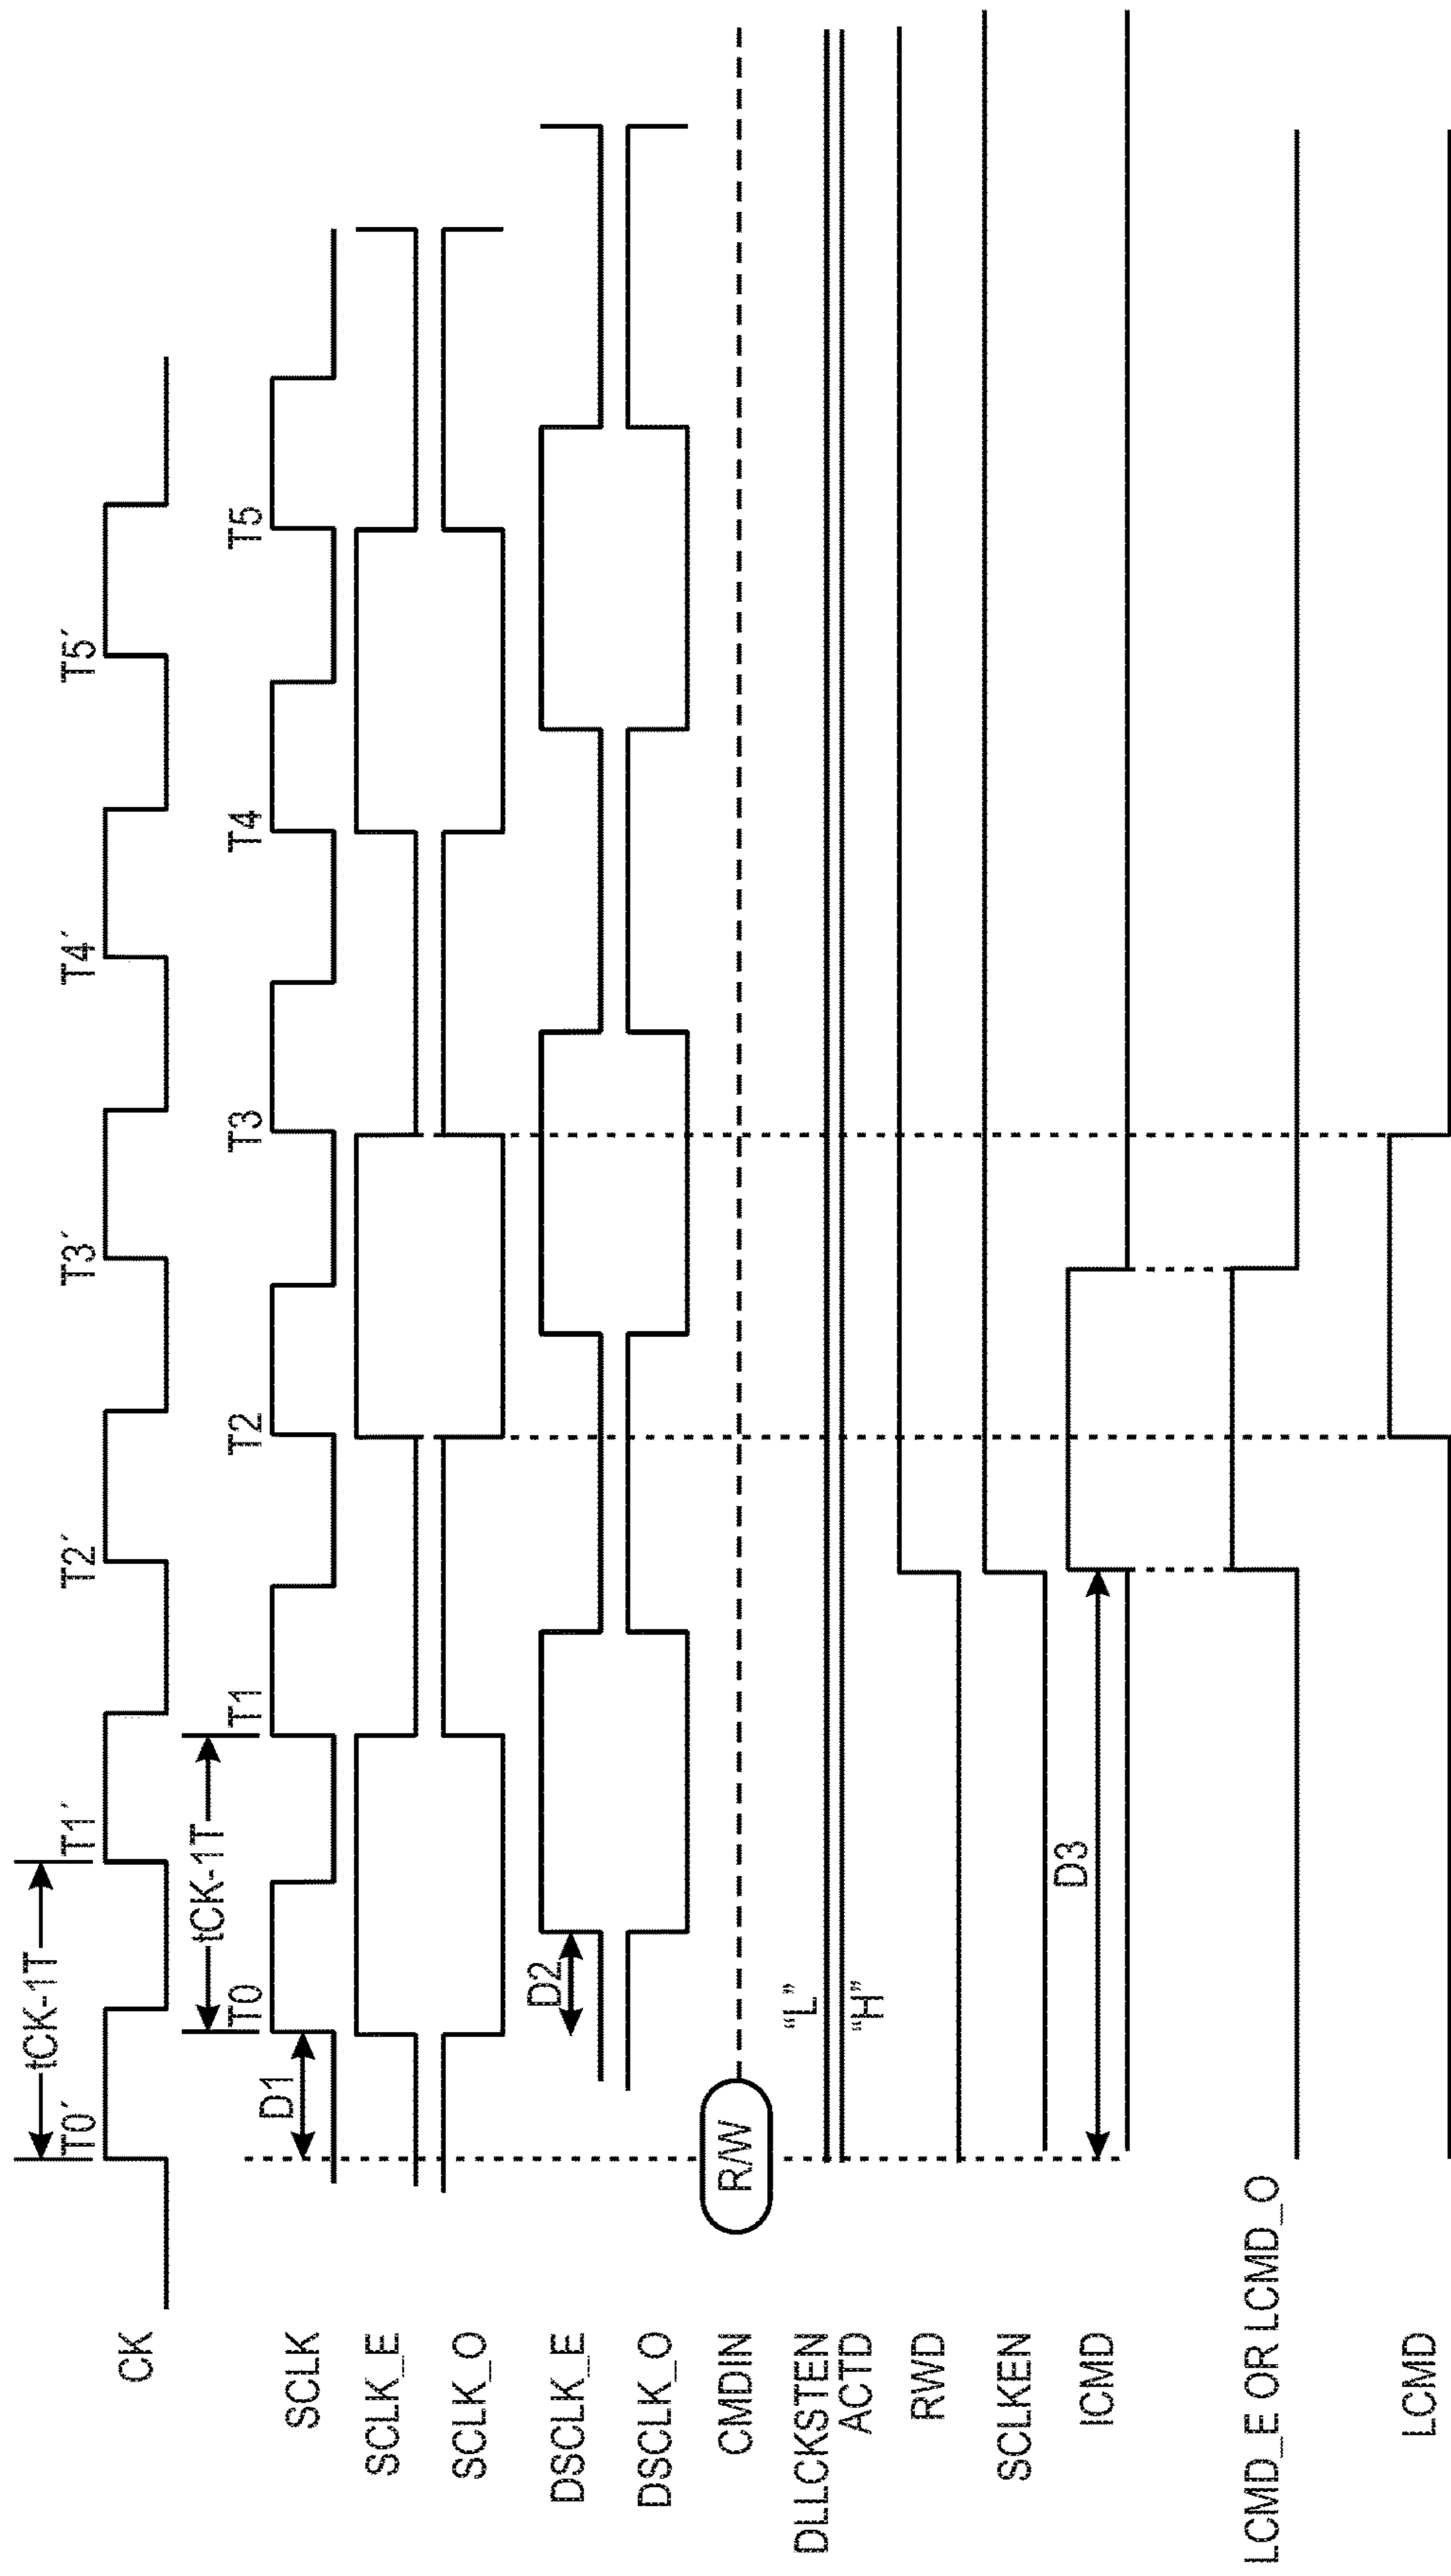 CK
T0´
tCK-1T
T1´
T2´
T3´
T4´
T5´
SCLK
D1
T0
tCK-1T
T1
T2
T3
T4
T5
SCLK_E
SCLK_O
DSCLK_E
D2
DSCLK_O
CMDIN
R/W
DLLCKSTEN
“L”
ACTD
“H”
RWD
SCLKEN
ICMD
D3
LCMD_E OR LCMD_O
LCMD